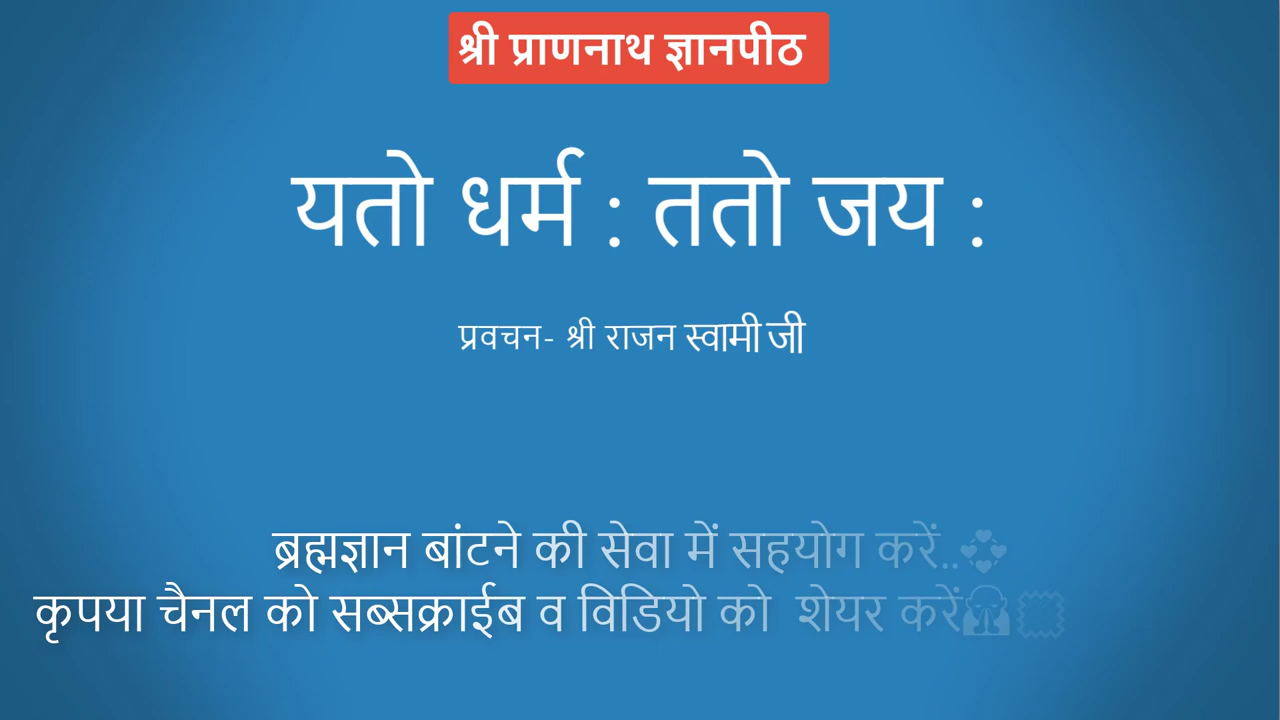 श्री प्राणनाथ ज्ञानपीठ
यतो धर्म : ततो जय :
प्रवचन- श्री राजन स्वामी जी
ब्रह्मज्ञान बांटने की सेवा में सहयोग करें..💞
कृपया चैनल को सब्सक्राईब व विडियो को शेयर करें🙏